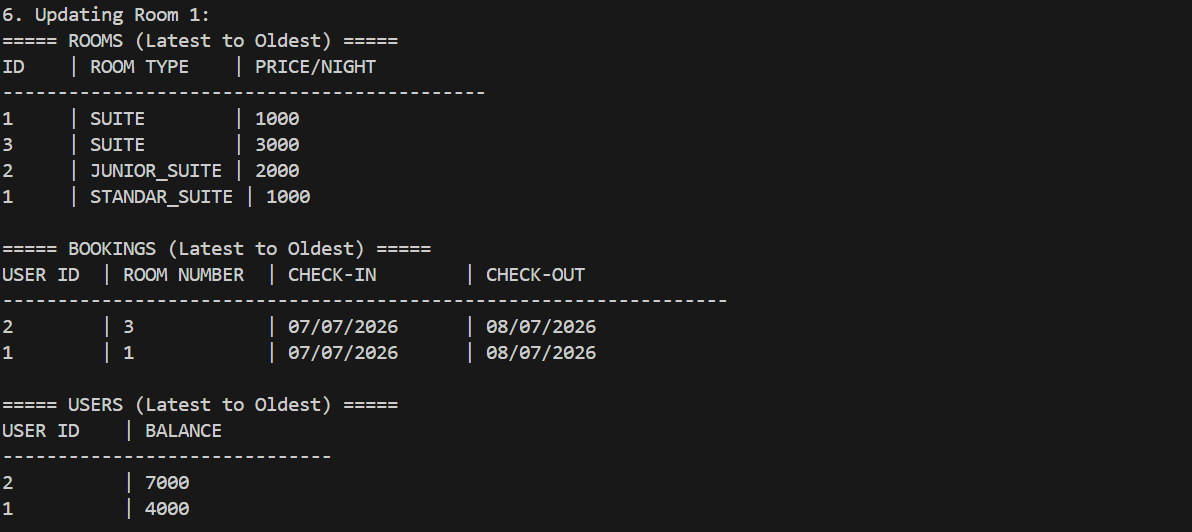 6. Updating Room 1:
===== ROOMS (Latest to Oldest) =====
ID    | ROOM TYPE    | PRICE/NIGHT
--------------------------------------------
1     | SUITE        | 1000
3     | SUITE        | 3000
2     | JUNIOR_SUITE | 2000
1     | STANDAR_SUITE | 1000
===== BOOKINGS (Latest to Oldest) =====
USER ID  | ROOM NUMBER  | CHECK-IN        | CHECK-OUT
------------------------------------------------------------------
2        | 3            | 07/07/2026      | 08/07/2026
1        | 1            | 07/07/2026      | 08/07/2026
===== USERS (Latest to Oldest) =====
USER ID    | BALANCE
------------------------------
2          | 7000
1          | 4000